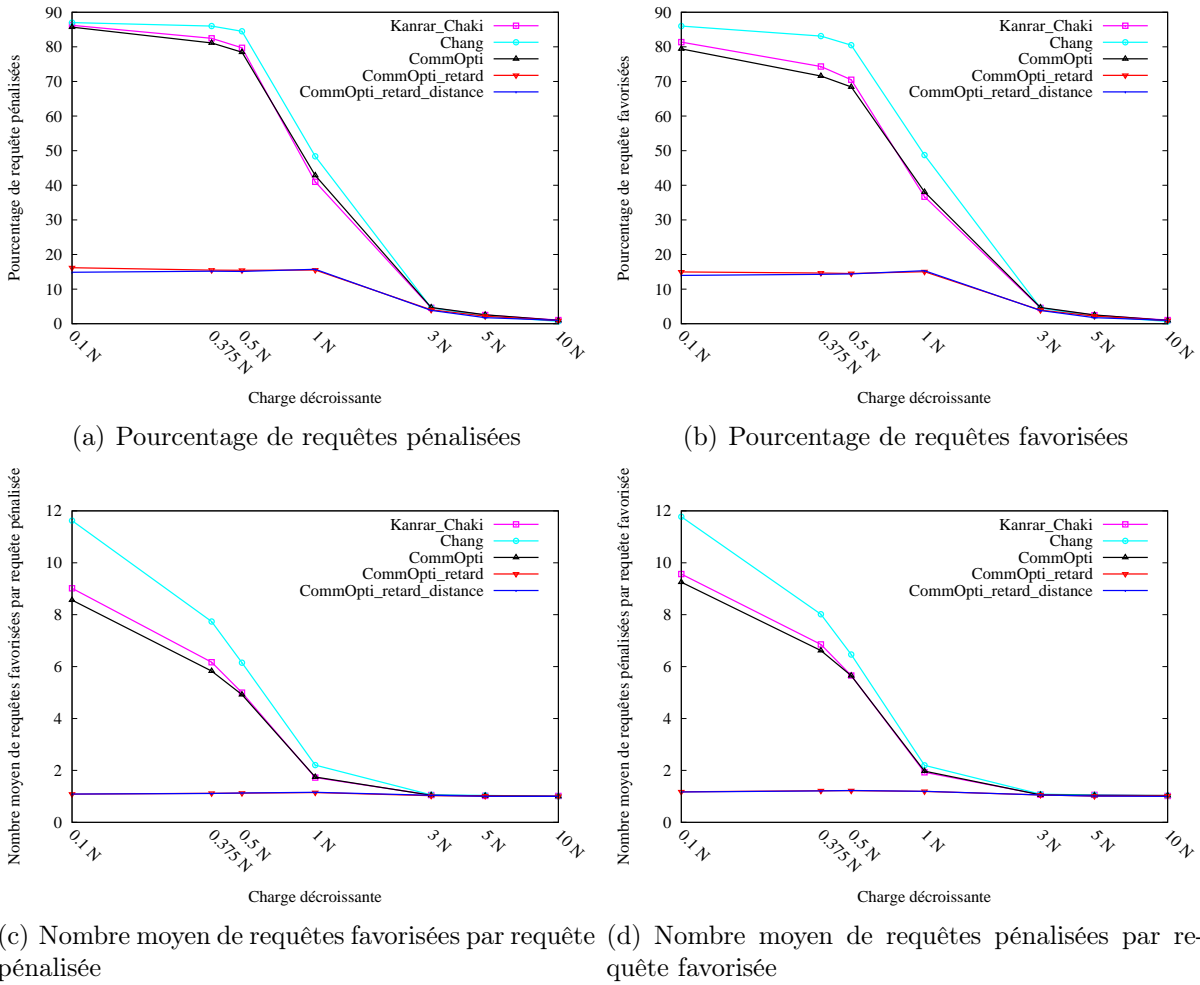 90
80
70
60
50
40
30
20
10
0
Pourcentage de requête pénalisées
Kanrar_Chaki
Chang
CommOpti
CommOpti_retard
CommOpti_retard_distance
0.1 N
0.375 N
0.5 N
1 N
3 N
5 N
10 N
Charge décroissante
(a) Pourcentage de requêtes pénalisées
90
80
70
60
50
40
30
20
10
0
Pourcentage de requête favorisées
Kanrar_Chaki
Chang
CommOpti
CommOpti_retard
CommOpti_retard_distance
0.1 N
0.375 N
0.5 N
1 N
3 N
5 N
10 N
Charge décroissante
(b) Pourcentage de requêtes favorisées
12
10
8
6
4
2
0
Nombre moyen de requêtes favorisées par requête pénalisée
Kanrar_Chaki
Chang
CommOpti
CommOpti_retard
CommOpti_retard_distance
0.1 N
0.375 N
0.5 N
1 N
3 N
5 N
10 N
Charge décroissante
(c) Nombre moyen de requêtes favorisées par requête
pénalisée
12
10
8
6
4
2
0
Nombre moyen de requêtes pénalisées par requête favorisée
Kanrar_Chaki
Chang
CommOpti
CommOpti_retard
CommOpti_retard_distance
0.1 N
0.375 N
0.5 N
1 N
3 N
5 N
10 N
Charge décroissante
(d) Nombre moyen de requêtes pénalisées par re-
quête favorisée